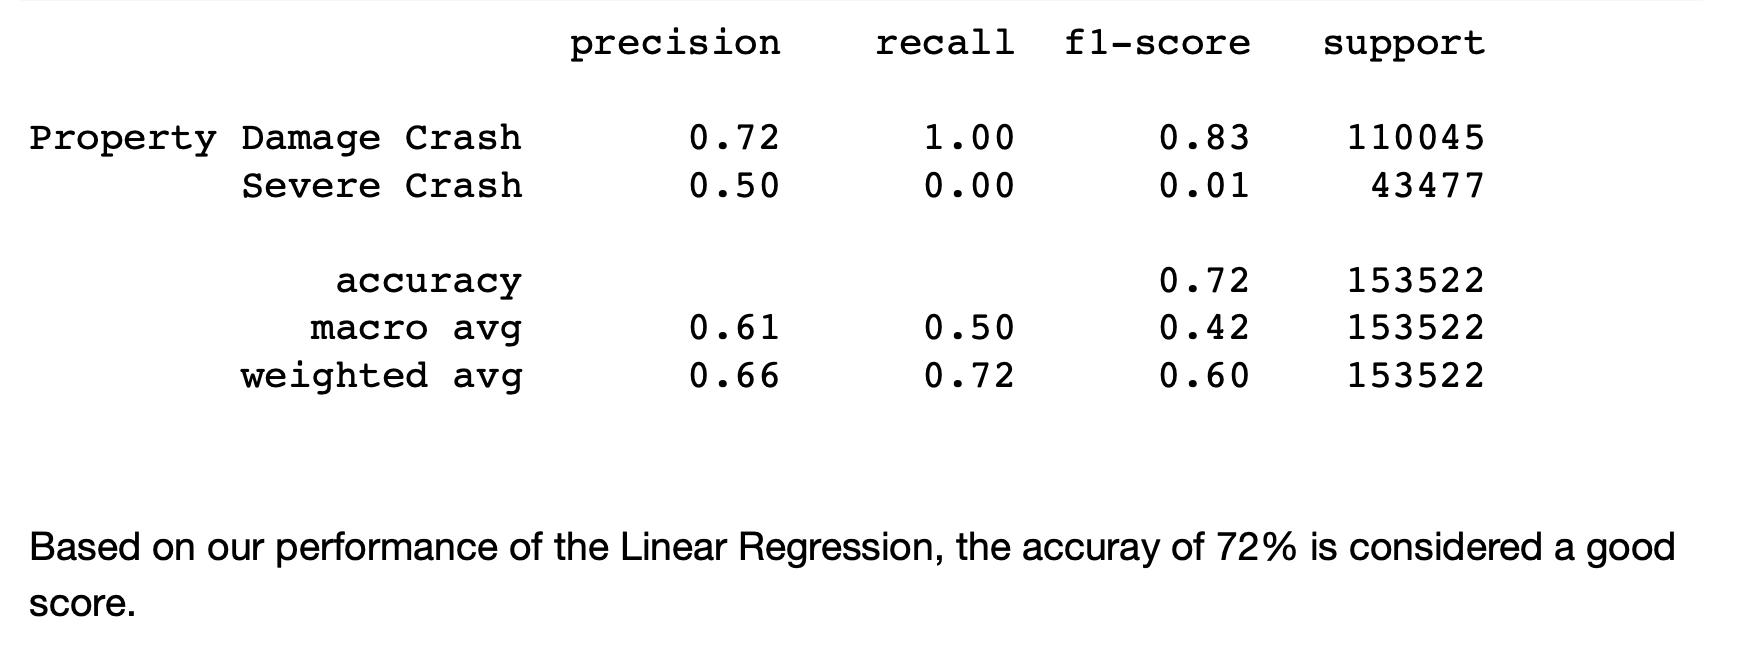 precision recall f1-score support
Property Damage Crash 0.72 1.00 0.83 110045
Severe Crash 0.50 0.00 0.01 43477
accuracy 0.72 153522
macro avg 0.61 0.50 0.42 153522
weighted avg 0.66 0.72 0.60 153522
Based on our performance of the Linear Regression, the accuray of 72% is considered a good
score.